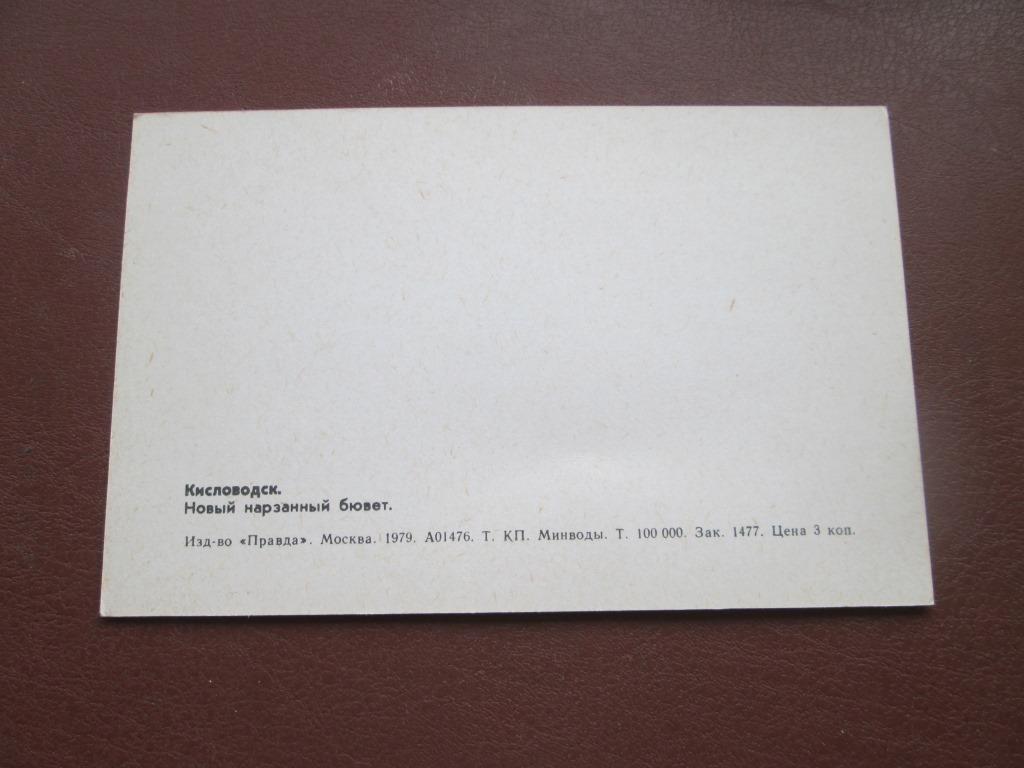 Кисловодск.
Новый нарзанный бювет.
Изд-во «Правда». Москва. 1979. А01476. Т. КП. Минводы. Т. 100 000. Зак. 1477. Цена 3 коп.